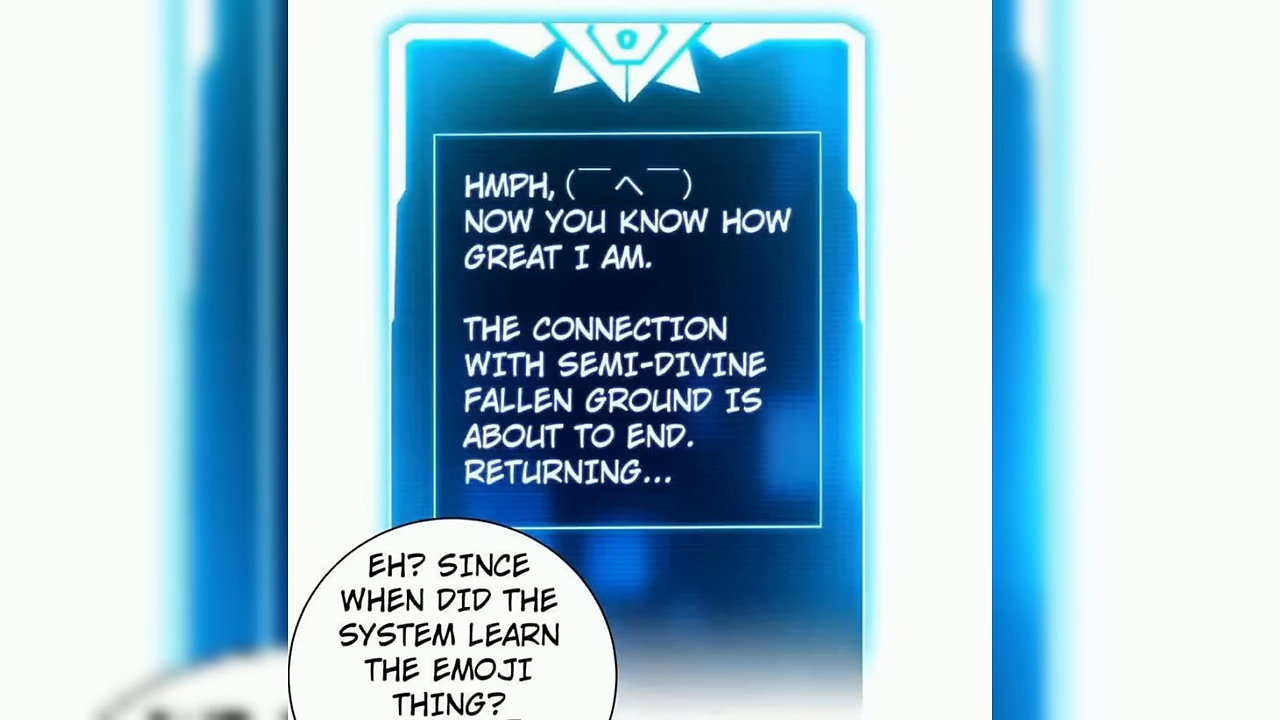 HMPH, (￣ヘ￣)
NOW YOU KNOW HOW
GREAT I AM.
THE CONNECTION
WITH SEMI-DIVINE
FALLEN GROUND IS
ABOUT TO END.
RETURNING...
EH? SINCE
WHEN DID THE
SYSTEM LEARN
THE EMOJI
THING?